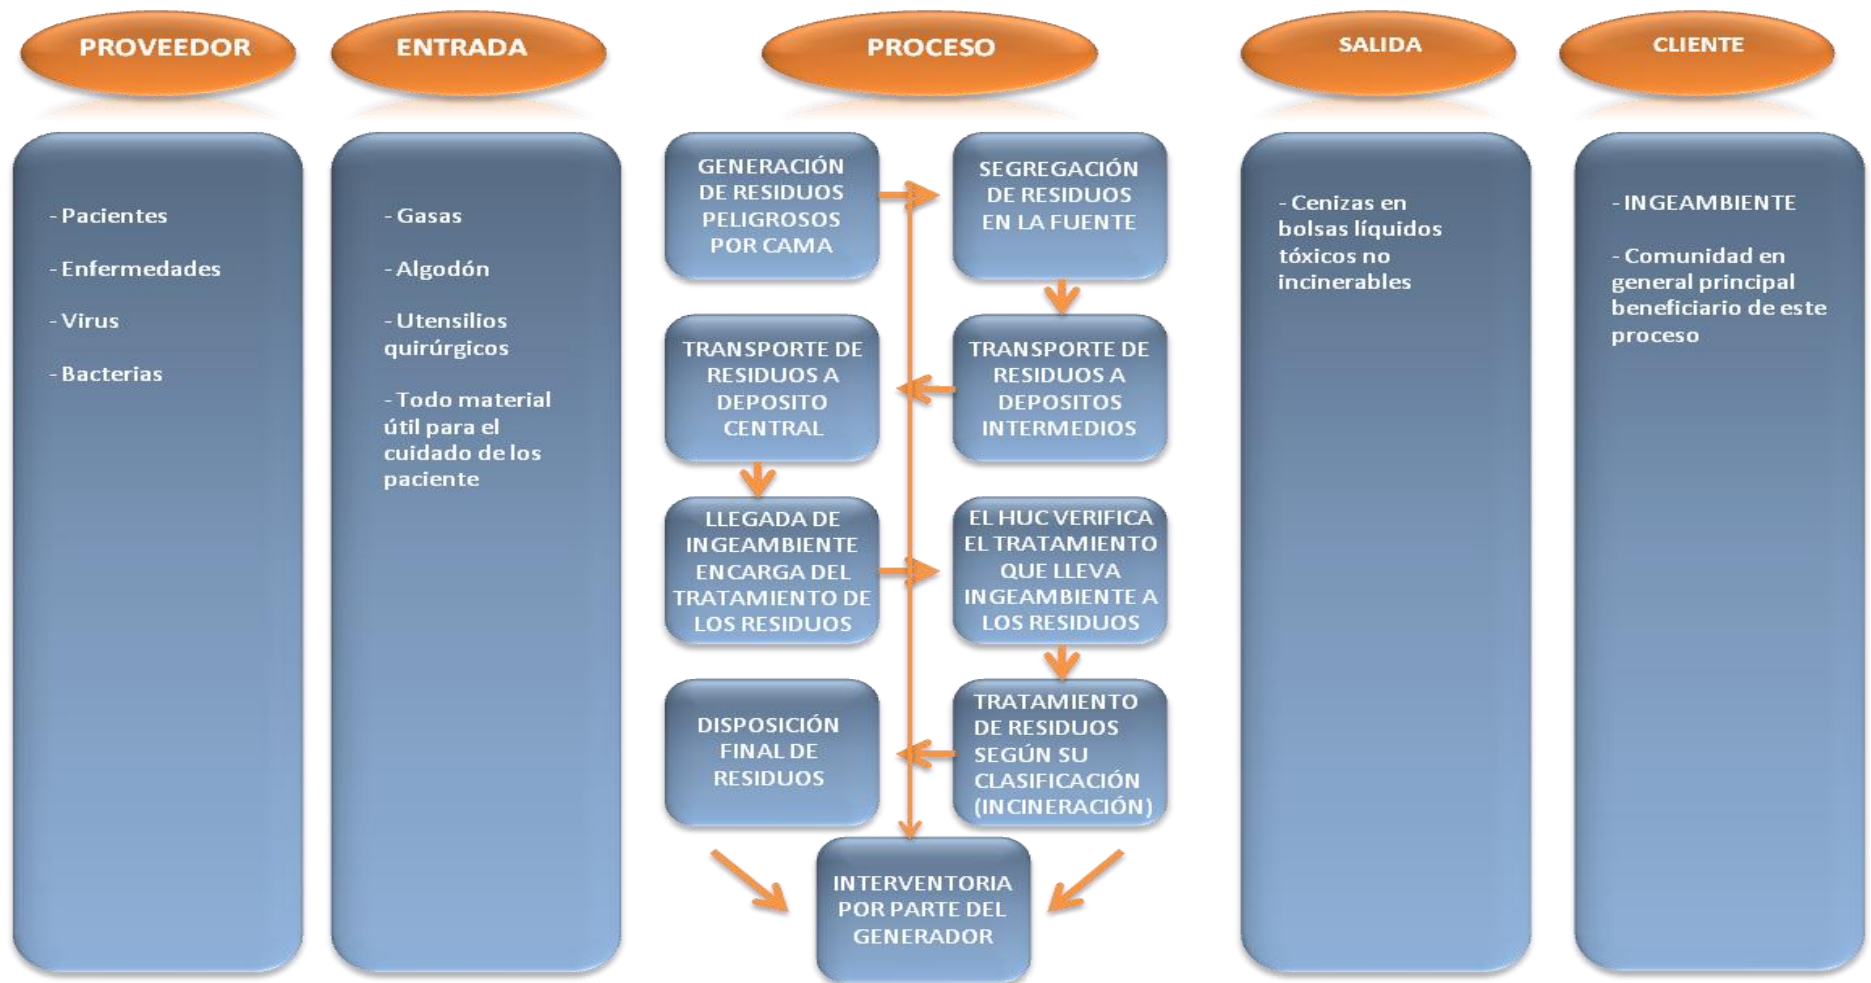 PROVEEDOR
ENTRADA
PROCESO
SALIDA
CLIENTE
- Pacientes
- Enfermedades
- Virus
- Bacterias
- Gasas
- Algodón
- Utensilios
quirúrgicos
- Todo material
útil para el
cuidado de los
paciente
GENERACIÓN
DE RESIDUOS
PELIGROSOS
POR CAMA
SEGREGACIÓN
DE RESIDUOS
EN LA FUENTE
TRANSPORTE DE
RESIDUOS A
DEPOSITO
CENTRAL
TRANSPORTE DE
RESIDUOS A
DEPOSITOS
INTERMEDIOS
LLEGADA DE
INGEAMBIENTE
ENCARGA DEL
TRATAMIENTO DE
LOS RESIDUOS
EL HUC VERIFICA
EL TRATAMIENTO
QUE LLEVA
INGEAMBIENTE A
LOS RESIDUOS
DISPOSICIÓN
FINAL DE
RESIDUOS
TRATAMIENTO
DE RESIDUOS
SEGÚN SU
CLASIFICACIÓN
(INCINERACIÓN)
INTERVENTORIA
POR PARTE DEL
GENERADOR
- Cenizas en
bolsas líquidos
tóxicos no
incinerables
- INGEAMBIENTE
- Comunidad en
general principal
beneficiario de este
proceso